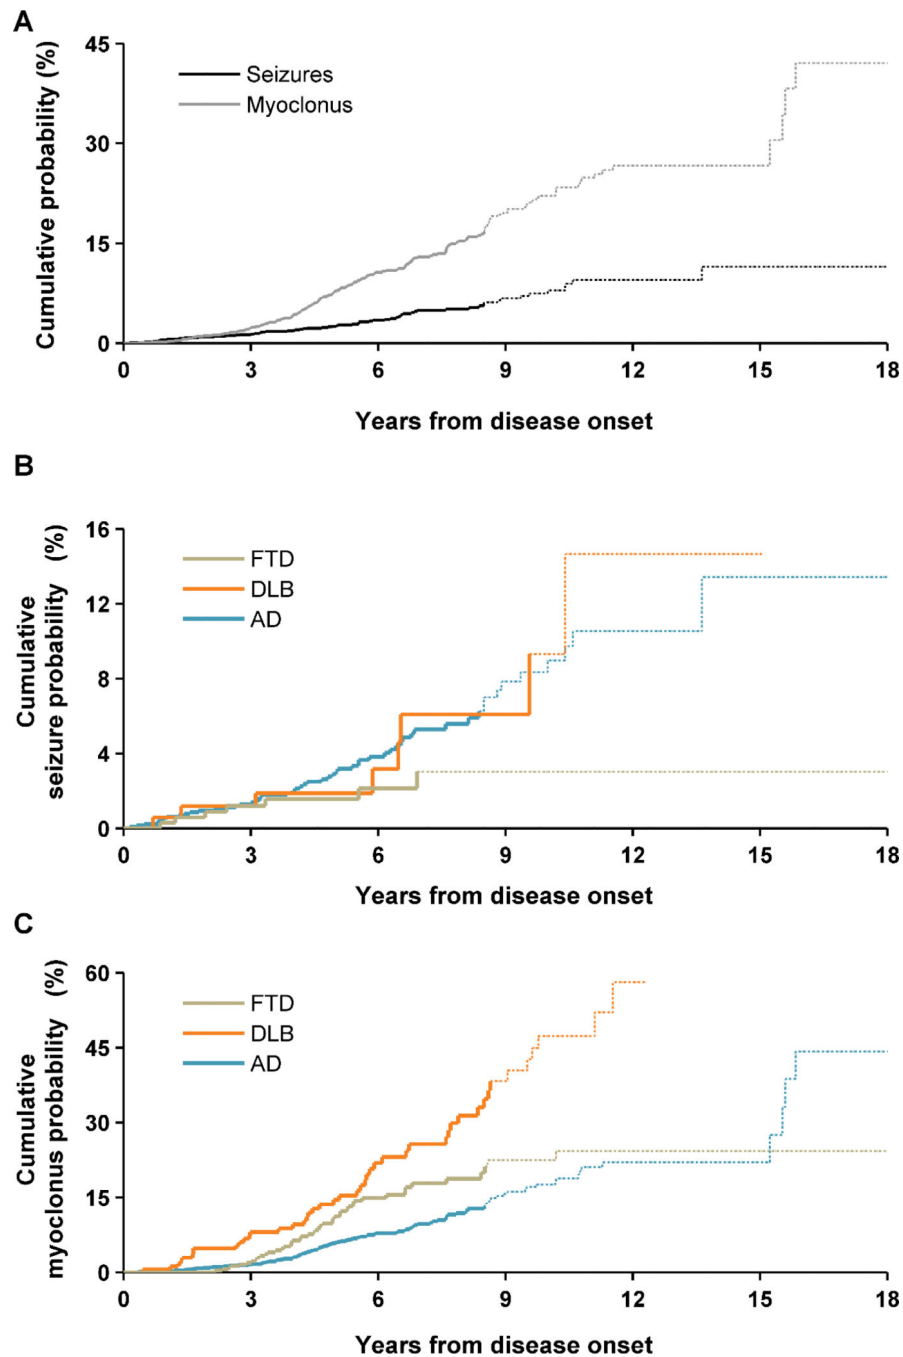 A
Cumulative probability (%)
45
30
15
0
Seizures
Myoclonus
0 3 6 9 12 15 18
Years from disease onset
B
Cumulative
seizure probability (%)
16
12
8
4
0
FTD
DLB
AD
0 3 6 9 12 15 18
Years from disease onset
C
Cumulative
myoclonus probability (%)
60
45
30
15
0
FTD
DLB
AD
0 3 6 9 12 15 18
Years from disease onset